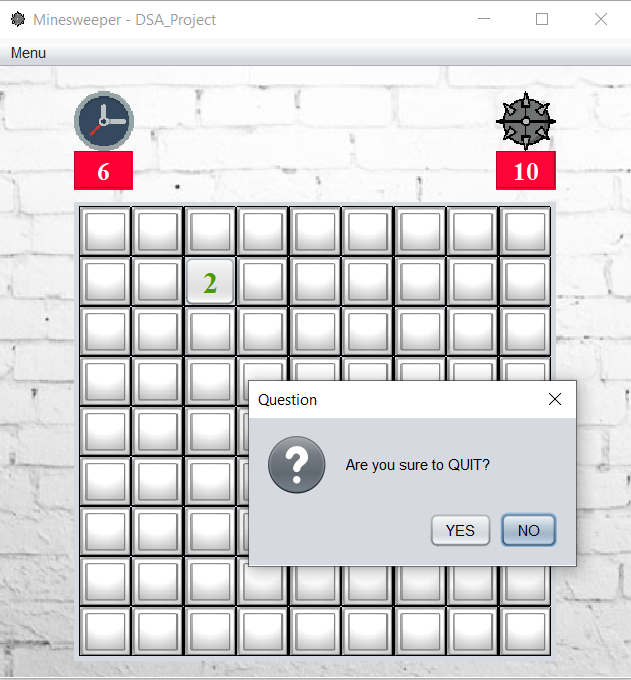 Minesweeper - DSA_Project
Menu
6
10
2
Question
Are you sure to QUIT?
YES
NO